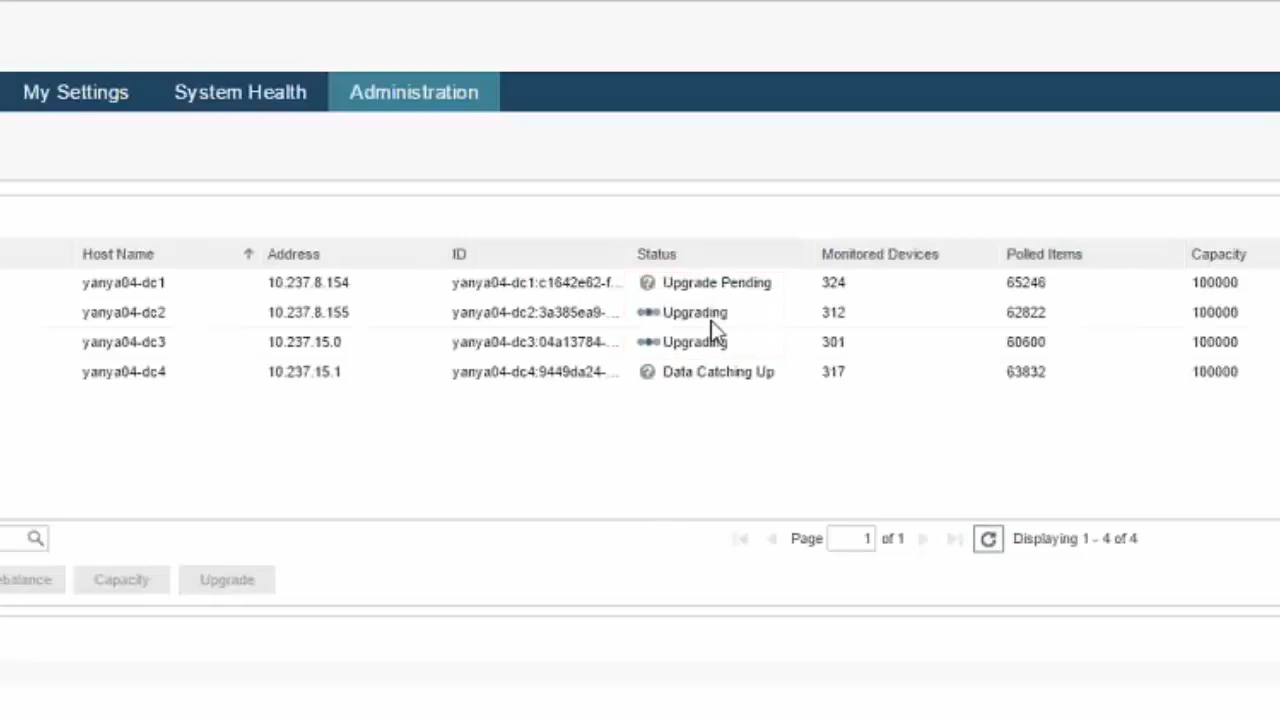 My Settings System Health Administration
Host Name Address ID Status Monitored Devices Polled Items Capacity
yanya04-dc1 10.237.8.154 yanya04-dc1:c1642e62-f... Upgrade Pending 324 65246 100000
yanya04-dc2 10.237.8.155 yanya04-dc2:3a385ea9-... Upgrading 312 62822 100000
yanya04-dc3 10.237.15.0 yanya04-dc3:04a13784-... Upgrading 301 60600 100000
yanya04-dc4 10.237.15.1 yanya04-dc4:9449da24-... Data Catching Up 317 63832 100000
Page 1 of 1 Displaying 1 - 4 of 4
ebalance Capacity Upgrade